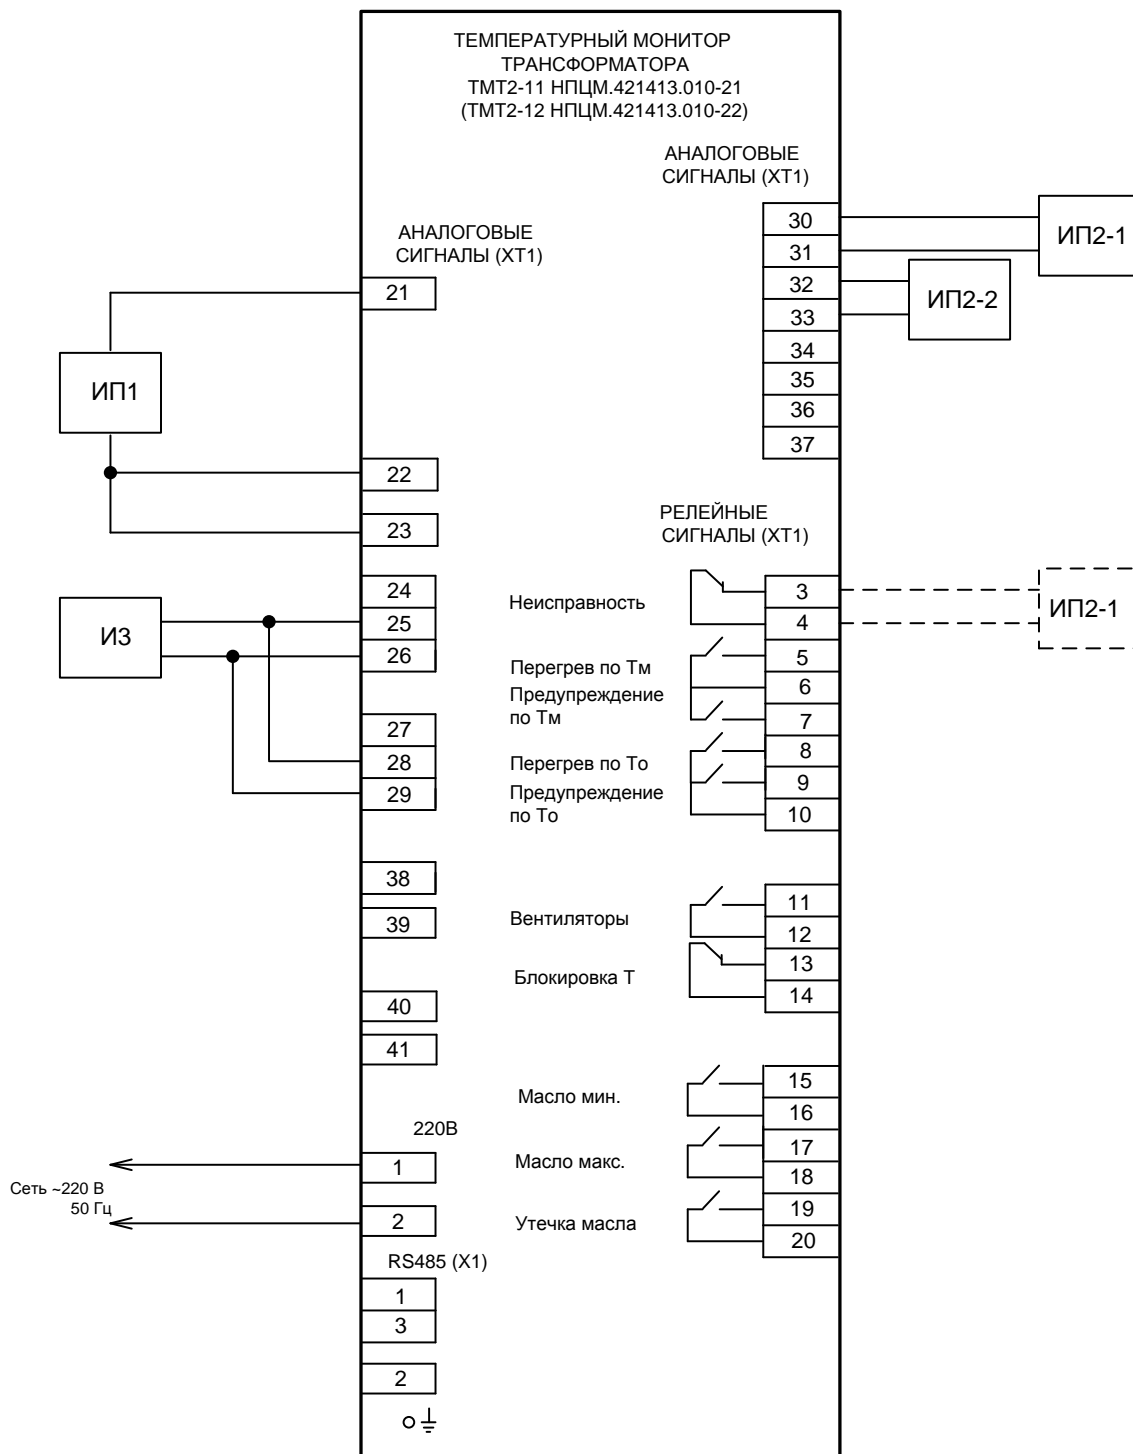 ТЕМПЕРАТУРНЫЙ МОНИТОР
ТРАНСФОРМАТОРА
ТМТ2-11 НПЦМ.421413.010-21
(ТМТ2-12 НПЦМ.421413.010-22)
АНАЛОГОВЫЕ
СИГНАЛЫ (ХТ1)
21
ИП1
22
23
24
25
26
ИЗ
27
28
29
38
39
40
41
220В
1
Сеть ~220 В
50 Гц
2
RS485 (X1)
1
3
2
АНАЛОГОВЫЕ
СИГНАЛЫ (ХТ1)
30
31
32
33
34
35
36
37
ИП2-1
ИП2-2
РЕЛЕЙНЫЕ
СИГНАЛЫ (ХТ1)
Неисправность
3
4
ИП2-1
Перегрев по Тм
5
6
Предупреждение
по Тм
7
Перегрев по То
8
9
Предупреждение
по То
10
Вентиляторы
11
12
Блокировка Т
13
14
Масло мин.
15
16
Масло макс.
17
18
Утечка масла
19
20